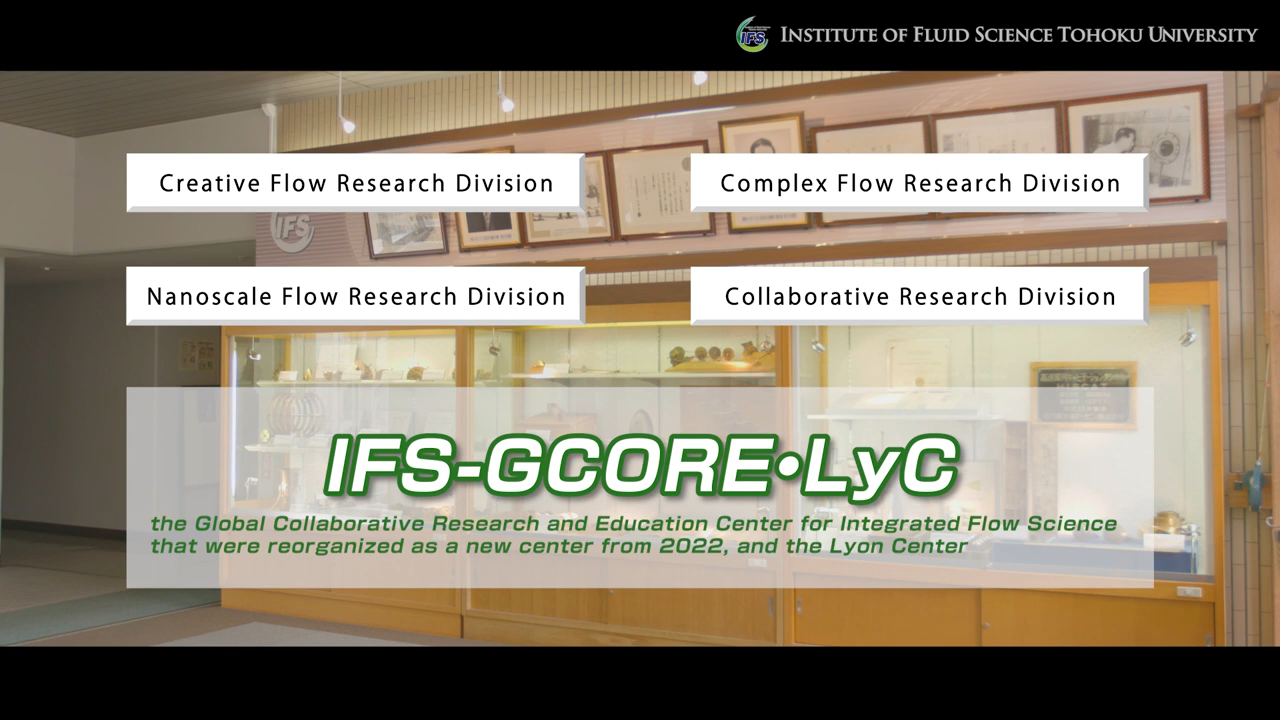 IFS
INSTITUTE OF FLUID SCIENCE TOHOKU UNIVERSITY
Creative Flow Research Division
Complex Flow Research Division
IFS
Nanoscale Flow Research Division
Collaborative Research Division
IFS-GCORE•LyC
the Global Collaborative Research and Education Center for Integrated Flow Science
that were reorganized as a new center from 2022, and the Lyon Center